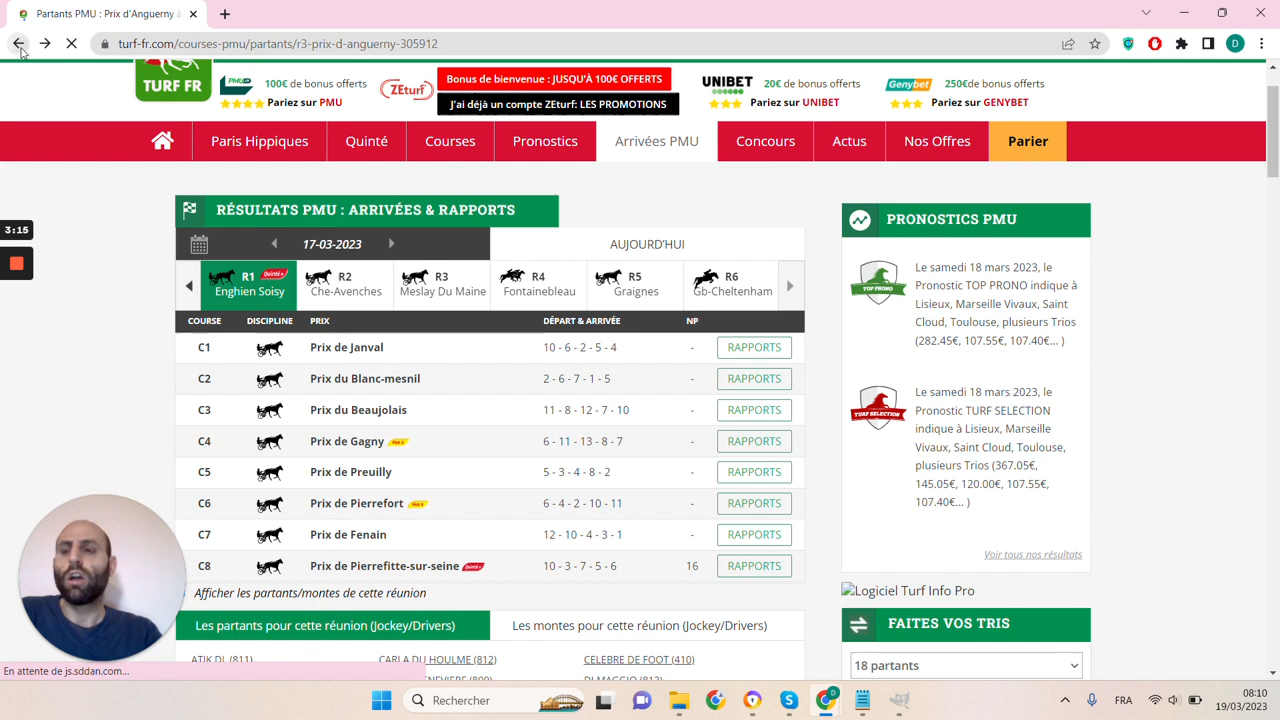 Partants PMU : Prix d'Anguerny à
turf-fr.com/courses-pmu/partants/r3-prix-d-anguerny-305912
D
TURF FR
PMU.fr 100€ de bonus offerts
Pariez sur PMU
ZEturf
Bonus de bienvenue : JUSQU'À 100€ OFFERTS
J'ai déjà un compte ZEturf: LES PROMOTIONS
UNIBET 20€ de bonus offerts
Pariez sur UNIBET
Genybet 250€de bonus offerts
Pariez sur GENYBET
Paris Hippiques Quinté Courses Pronostics Arrivées PMU Concours Actus Nos Offres Parier
3:15
RÉSULTATS PMU : ARRIVÉES & RAPPORTS
17-03-2023 AUJOURD'HUI
R1 Quinté+ R2 R3 R4 R5 R6
Enghien Soisy Che-Avenches Meslay Du Maine Fontainebleau Graignes Gb-Cheltenham
COURSE DISCIPLINE PRIX DÉPART & ARRIVÉE NP
C1 Prix de Janval 10 - 6 - 2 - 5 - 4 - RAPPORTS
C2 Prix du Blanc-mesnil 2 - 6 - 7 - 1 - 5 - RAPPORTS
C3 Prix du Beaujolais 11 - 8 - 12 - 7 - 10 - RAPPORTS
C4 Prix de Gagny Pick 5 6 - 11 - 13 - 8 - 7 - RAPPORTS
C5 Prix de Preuilly 5 - 3 - 4 - 8 - 2 - RAPPORTS
C6 Prix de Pierrefort Pick 5 6 - 4 - 2 - 10 - 11 - RAPPORTS
C7 Prix de Fenain 12 - 10 - 4 - 3 - 1 - RAPPORTS
C8 Prix de Pierrefitte-sur-seine Quinté+ 10 - 3 - 7 - 5 - 6 16 RAPPORTS
Afficher les partants/montes de cette réunion
Les partants pour cette réunion (Jockey/Drivers) Les montes pour cette réunion (Jockey/Drivers)
CARLA DU HOULME (812) CELEBRE DE FOOT (410)
PRONOSTICS PMU
TOP PRONO
Le samedi 18 mars 2023, le
Pronostic TOP PRONO indique à
Lisieux, Marseille Vivaux, Saint
Cloud, Toulouse, plusieurs Trios
(282.45€, 107.55€, 107.40€... )
TURF SELECTION
Le samedi 18 mars 2023, le
Pronostic TURF SELECTION
indique à Lisieux, Marseille
Vivaux, Saint Cloud, Toulouse,
plusieurs Trios (367.05€,
145.05€, 120.00€, 107.55€,
107.40€... )
Voir tous nos résultats
Logiciel Turf Info Pro
FAITES VOS TRIS
18 partants
En attente de js.sddan.com...
Rechercher
FRA
08:10
19/03/2023